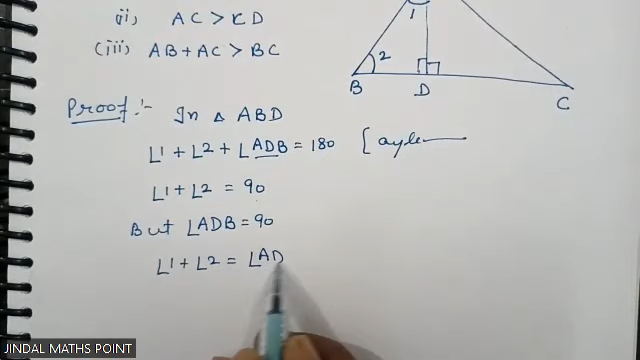 (ii) AC > CD
(iii) AB + AC > BC
1
2
B
D
C
Proof :-
In △ ABD
∠1 + ∠2 + ∠ADB = 180
∠1 + ∠2 = 90
But ∠ADB = 90
∠1 + ∠2 = ∠AD
JINDAL MATHS POINT